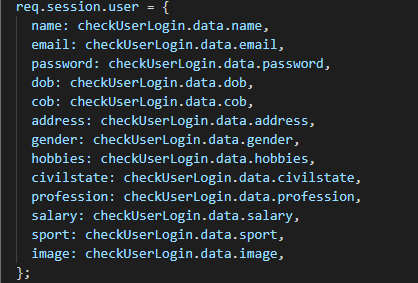 req.session.user = {
name: checkUserLogin.data.name,
email: checkUserLogin.data.email,
password: checkUserLogin.data.password,
dob: checkUserLogin.data.dob,
cob: checkUserLogin.data.cob,
address: checkUserLogin.data.address,
gender: checkUserLogin.data.gender,
hobbies: checkUserLogin.data.hobbies,
civilstate: checkUserLogin.data.civilstate,
profession: checkUserLogin.data.profession,
salary: checkUserLogin.data.salary,
sport: checkUserLogin.data.sport,
image: checkUserLogin.data.image,
};